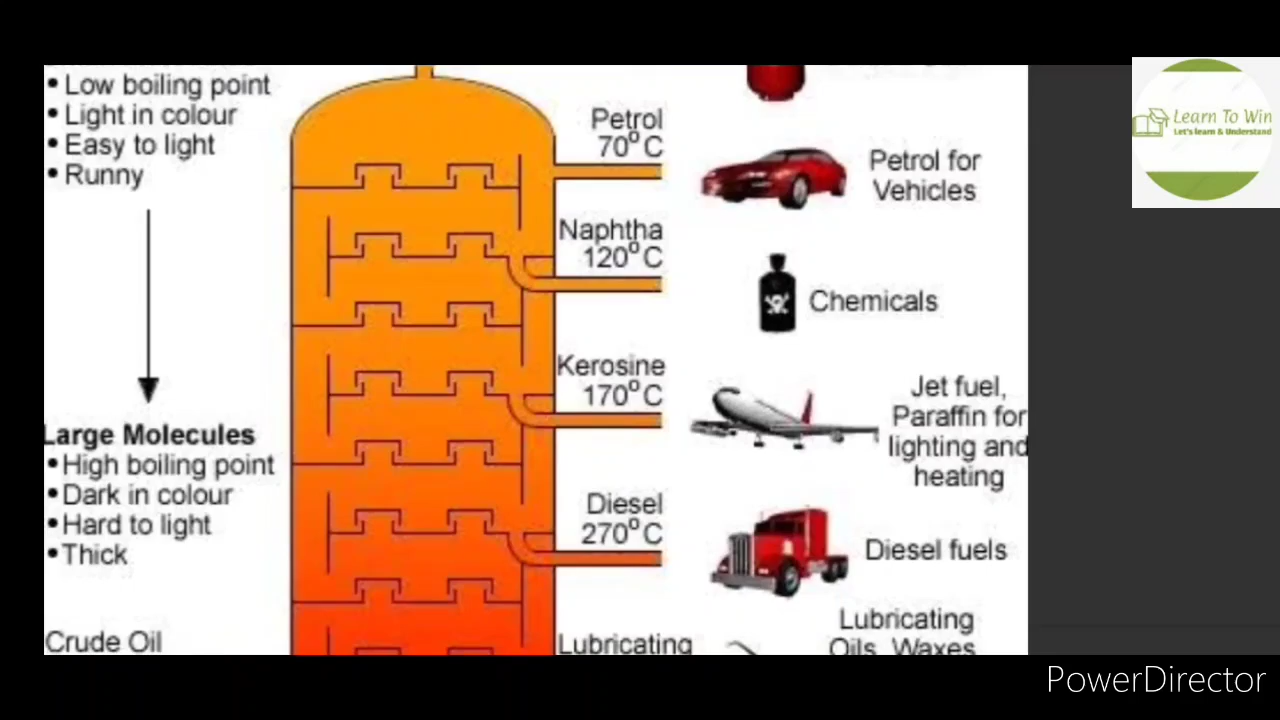 • Low boiling point
• Light in colour
• Easy to light
• Runny
Large Molecules
• High boiling point
• Dark in colour
• Hard to light
• Thick
Crude Oil
Petrol
70°C
Naphtha
120°C
Kerosine
170°C
Diesel
270°C
Lubricating
Petrol for
Vehicles
Chemicals
Jet fuel,
Paraffin for
lighting and
heating
Diesel fuels
Lubricating
Oils, Waxes
Learn To Win
Let's learn & Understand
PowerDirector